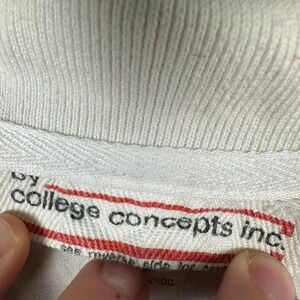 by
college concepts inc.
see reverse side for